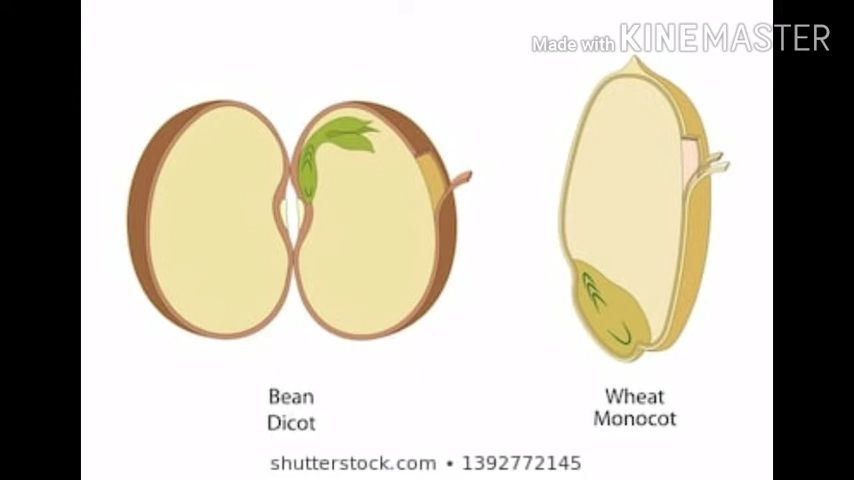 Made with KINEMASTER
Bean
Dicot
Wheat
Monocot
shutterstock.com • 1392772145